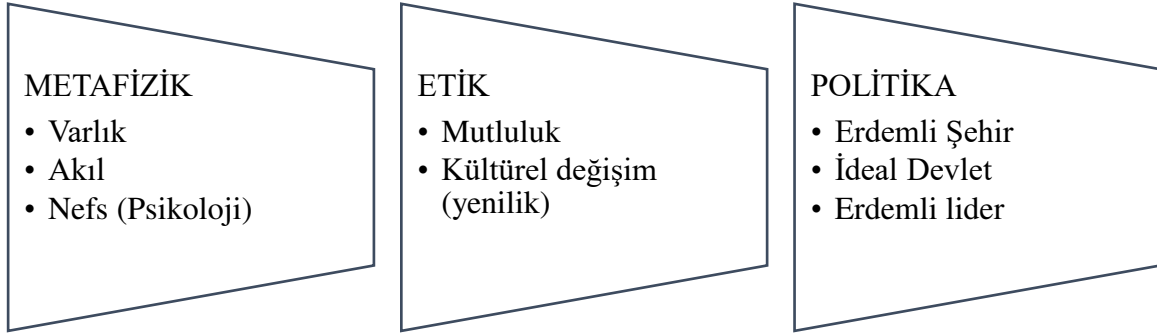 METAFİZİK
• Varlık
• Akıl
• Nefs (Psikoloji)
ETİK
• Mutluluk
• Kültürel değişim
(yenilik)
POLİTİKA
• Erdemli Şehir
• İdeal Devlet
• Erdemli lider